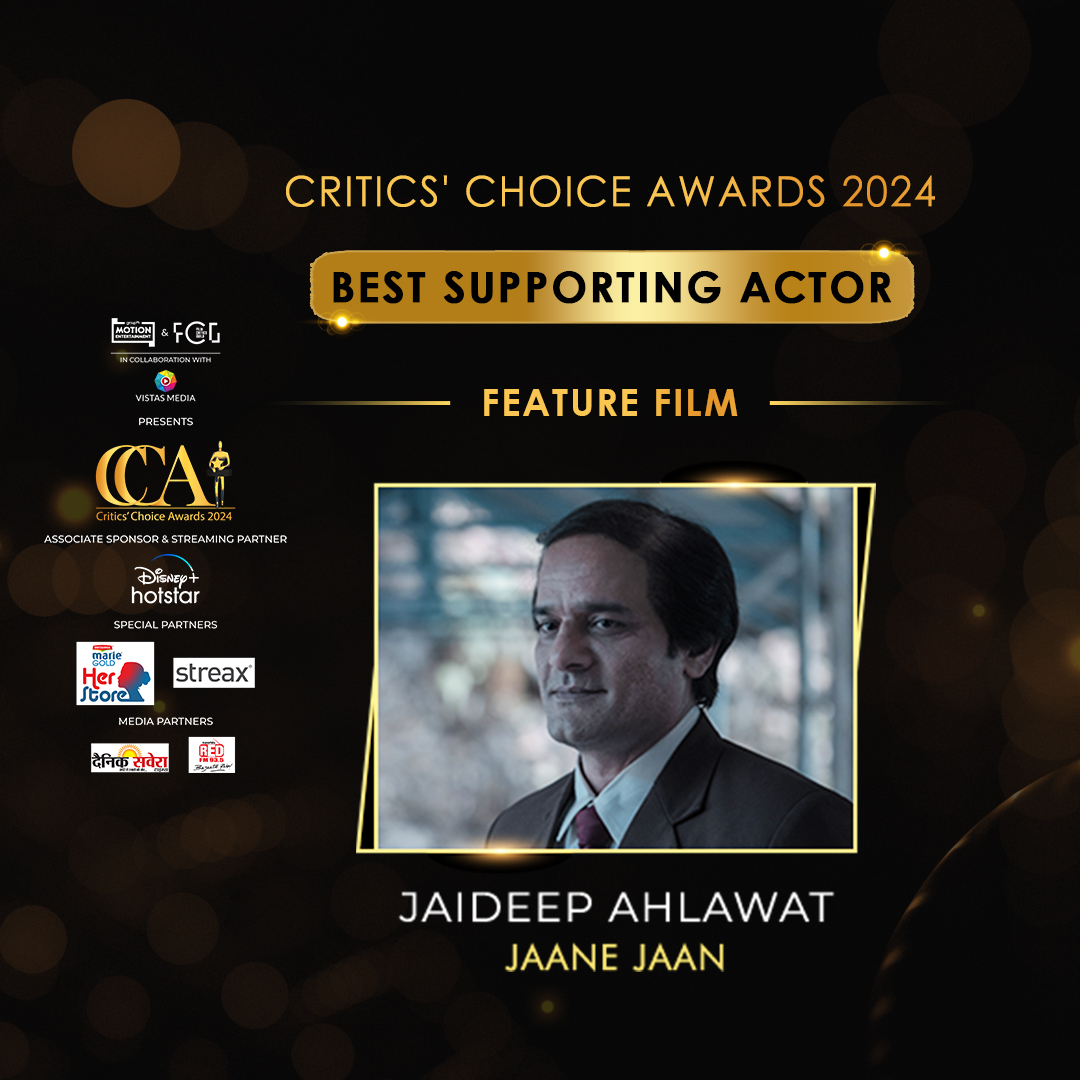 CRITICS' CHOICE AWARDS 2024
BEST SUPPORTING ACTOR
FEATURE FILM
MOTION
ENTERTAINMENT
&
FCG
IN COLLABORATION WITH
VISTAS MEDIA
PRESENTS
CCA
Critics' Choice Awards 2024
ASSOCIATE SPONSOR & STREAMING PARTNER
Disney+
hotstar
SPECIAL PARTNERS
marie
GOLD
Her
Store
streax
MEDIA PARTNERS
दैनिक सवेरा
RED
FM 93.5
JAIDEEP AHLAWAT
JAANE JAAN